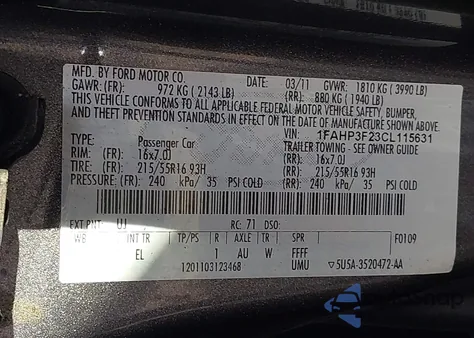 MFD. BY FORD MOTOR CO.
DATE: 03/11 GVWR: 1810 KG ( 3990 LB)
GAWR: (FR): 972 KG ( 2143 LB) (RR): 880 KG ( 1940 LB)
THIS VEHICLE CONFORMS TO ALL APPLICABLE FEDERAL MOTOR VEHICLE SAFETY, BUMPER,
AND THEFT PREVENTION STANDARDS IN EFFECT ON THE DATE OF MANUFACTURE SHOWN ABOVE.
VIN: 1FAHP3F23CL115631
TYPE: Passenger Car TRAILER TOWING - SEE OWNER GUIDE
RIM: (FR): 16x7.0J (RR): 16x7.0J
TIRE: (FR): 215/55R16 93H (RR): 215/55R16 93H
PRESSURE: (FR): 240 kPa/ 35 PSI COLD (RR): 240 kPa/ 35 PSI COLD
EXT PNT: UJ RC: 71 DSO: F0109
WB INT TR TP/PS R AXLE TR SPR
EL 1 AU W FFFF
1201103123468 UMU ▽5U5A-3520472-AA